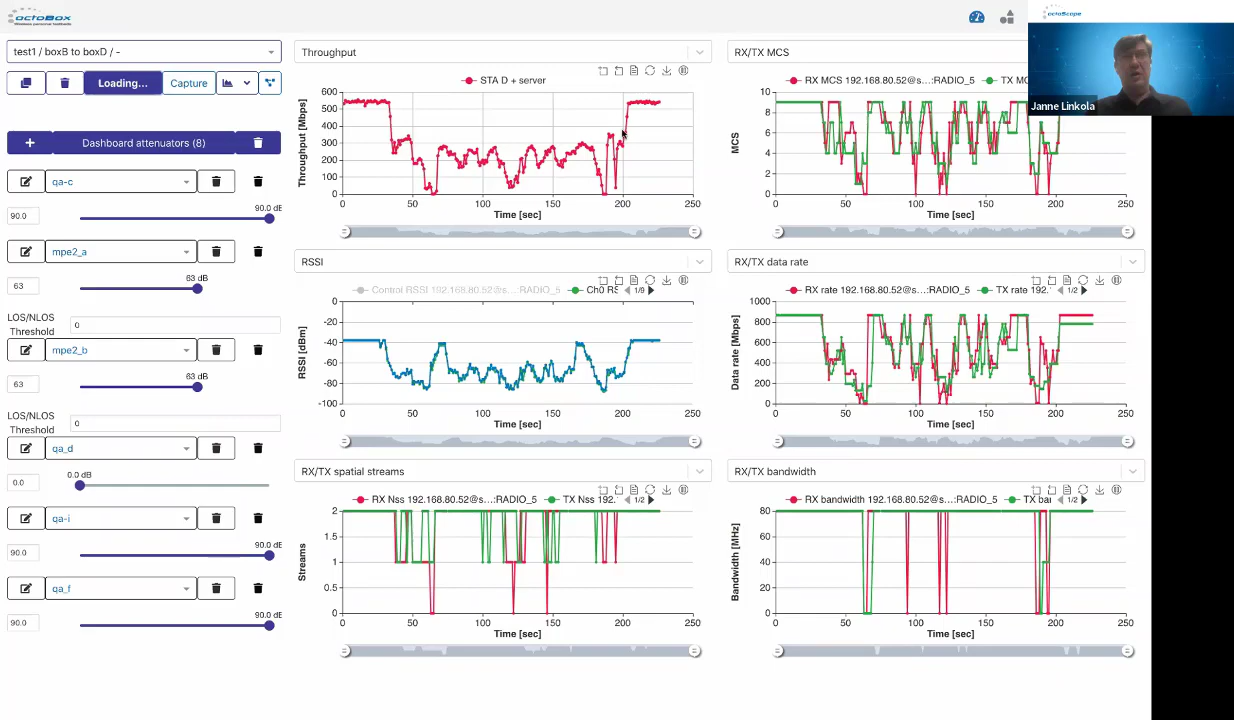 octoBox
Wireless personal testbeds
test1 / boxB to boxD / -
Loading...
Capture
Dashboard attenuators (8)
qa-c
90.0
90.0 dB
mpe2_a
63
63 dB
LOS/NLOS
Threshold
0
mpe2_b
63
63 dB
LOS/NLOS
Threshold
0
qa_d
0.0
0.0 dB
qa-i
90.0
90.0 dB
qa_f
90.0
90.0 dB
Throughput
STA D + server
Throughput [Mbps]
600
500
400
300
200
100
0
0 50 100 150 200 250
Time [sec]
RX/TX MCS
RX MCS 192.168.80.52@s...:RADIO_5
TX MC
MCS
10
8
6
4
2
0
0 50 100 150 200 250
Time [sec]
RSSI
Control RSSI 192.168.80.52@s...:RADIO_5
Ch0 RS
1/9
RSSI [dBm]
0
-20
-40
-60
-80
-100
0 50 100 150 200 250
Time [sec]
RX/TX data rate
RX rate 192.168.80.52@s...:RADIO_5
TX rate 192.
1/2
Data rate [Mbps]
1000
800
600
400
200
0
0 50 100 150 200 250
Time [sec]
RX/TX spatial streams
RX Nss 192.168.80.52@s...:RADIO_5
TX Nss 192.
1/2
Streams
2
1.5
1
0.5
0
0 50 100 150 200 250
Time [sec]
RX/TX bandwidth
RX bandwidth 192.168.80.52@s...:RADIO_5
TX ba
1/2
Bandwidth [MHz]
80
60
40
20
0
0 50 100 150 200 250
Time [sec]
octoScope
Janne Linkola